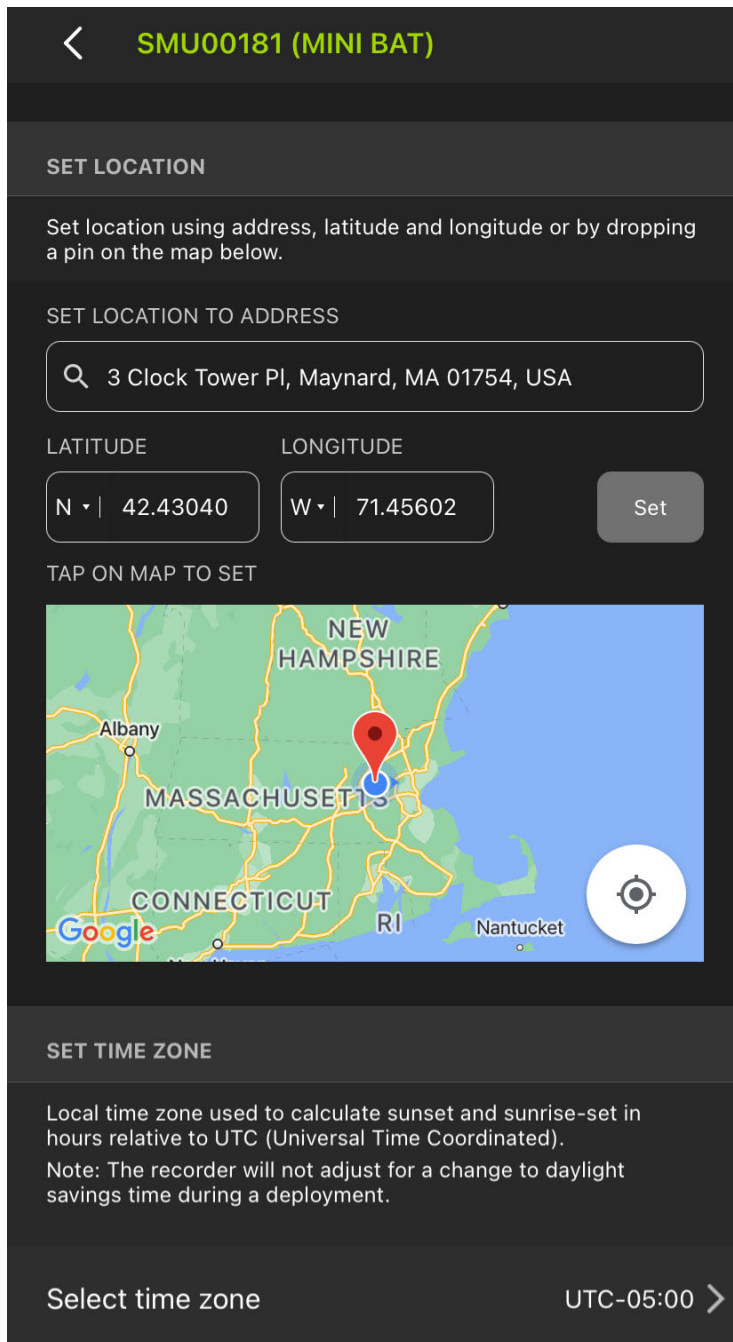 SMU00181 (MINI BAT)
SET LOCATION
Set location using address, latitude and longitude or by dropping
a pin on the map below.
SET LOCATION TO ADDRESS
3 Clock Tower Pl, Maynard, MA 01754, USA
LATITUDE LONGITUDE
N 42.43040 W 71.45602 Set
TAP ON MAP TO SET
NEW
HAMPSHIRE
Albany
MASSACHUSETTS
CONNECTICUT
RI
Nantucket
Google
SET TIME ZONE
Local time zone used to calculate sunset and sunrise-set in
hours relative to UTC (Universal Time Coordinated).
Note: The recorder will not adjust for a change to daylight
savings time during a deployment.
Select time zone UTC-05:00